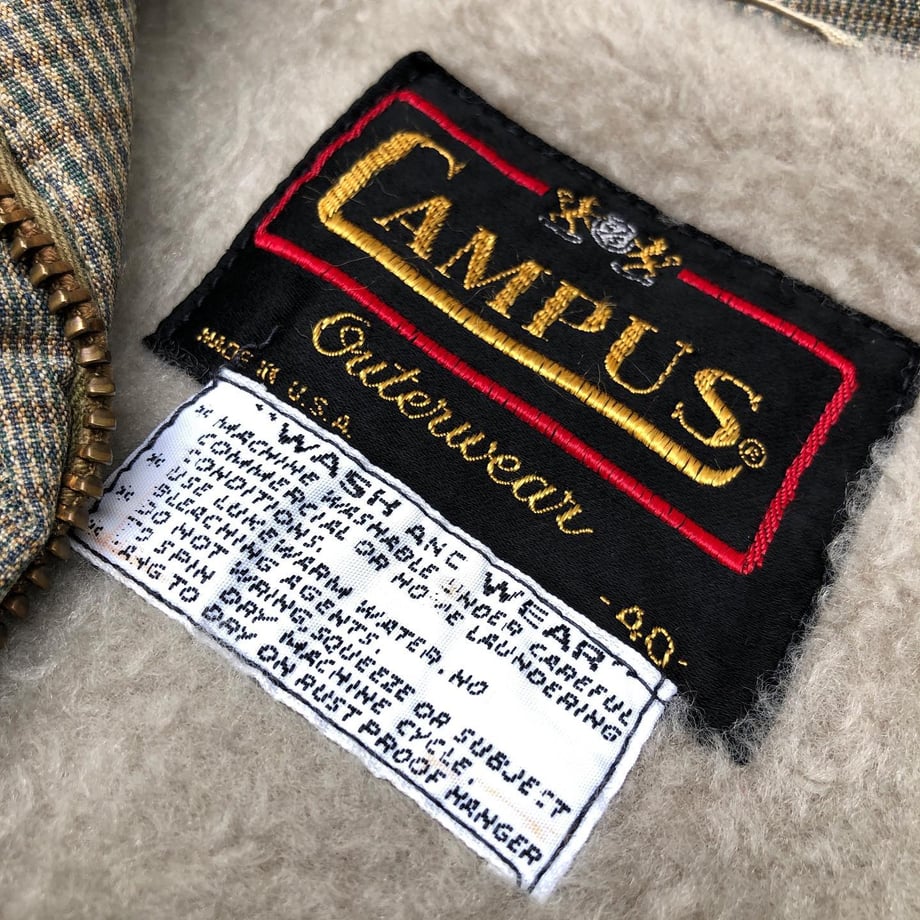 CAMPUS®
Outerwear
MADE IN U.S.A.
-40-
"WASH AND WEAR"
* MACHINE WASHABLE UNDER CAREFUL
COMMERCIAL OR HOME LAUNDERING
CONDITIONS.
* USE LUKEWARM WATER. NO
BLEACHING AGENTS
* DO NOT WRING, SQUEEZE OR SUBJECT
TO SPIN DRY MACHINE CYCLE.
HANG TO DRY ON RUST PROOF HANGER